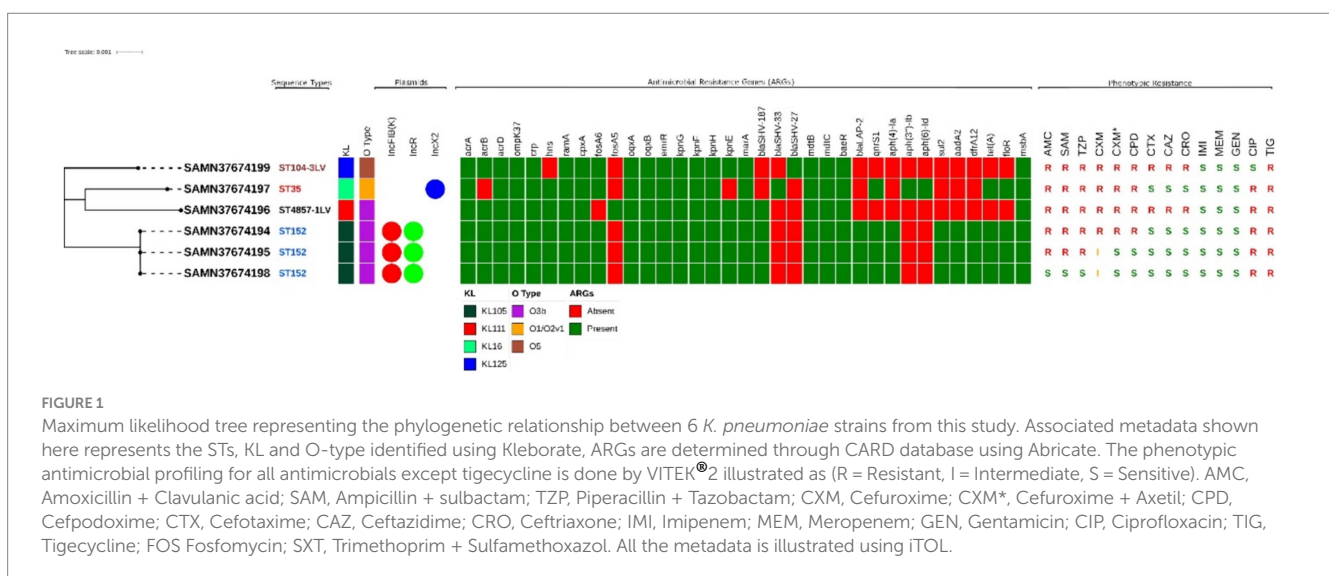 Tree scale: 0.001
Sequence Types
Plasmids
Antimicrobial Resistance Genes (ARGs)
Phenotypic Resistance
KL
O Type
IncFIB(K)
IncR
IncX2
acrA
acrB
acrD
ompK37
crp
hns
ramA
cpxA
fosA6
fosA5
oqxA
oqxB
emrR
kpnG
kpnF
kpnH
kpnE
marA
blaSHV-187
blaSHV-33
blaSHV-27
mdtB
mdtC
baeR
blaLAP-2
qnrS1
aph(4)-Ia
aph(3'')-Ib
aph(6)-Id
sul2
aadA2
dfrA12
tet(A)
floR
msbA
AMC
SAM
TZP
CXM
CXM*
CPD
CTX
CAZ
CRO
IMI
MEM
GEN
CIP
TIG
SAMN37674199 ST104-3LV R R R R R R R R R S S S S R
SAMN37674197 ST35 R R R R R R S S S S S S R R
SAMN37674196 ST4857-1LV R R R R R R R R R S S S R R
SAMN37674194 ST152 R R R R R R R S S S S S R R
SAMN37674195 ST152 R R R I S S S S S S S S R R
SAMN37674198 ST152 S S S I S S S S S S S S R R
KL O Type ARGs
KL105 O3b Absent
KL111 O1/O2v1 Present
KL16 O5
KL125
FIGURE 1
Maximum likelihood tree representing the phylogenetic relationship between 6 K. pneumoniae strains from this study. Associated metadata shown
here represents the STs, KL and O-type identified using Kleborate, ARGs are determined through CARD database using Abricate. The phenotypic
antimicrobial profiling for all antimicrobials except tigecycline is done by VITEK®2 illustrated as (R = Resistant, I = Intermediate, S = Sensitive). AMC,
Amoxicillin + Clavulanic acid; SAM, Ampicillin + sulbactam; TZP, Piperacillin + Tazobactam; CXM, Cefuroxime; CXM*, Cefuroxime + Axetil; CPD,
Cefpodoxime; CTX, Cefotaxime; CAZ, Ceftazidime; CRO, Ceftriaxone; IMI, Imipenem; MEM, Meropenem; GEN, Gentamicin; CIP, Ciprofloxacin; TIG,
Tigecycline; FOS Fosfomycin; SXT, Trimethoprim + Sulfamethoxazol. All the metadata is illustrated using iTOL.